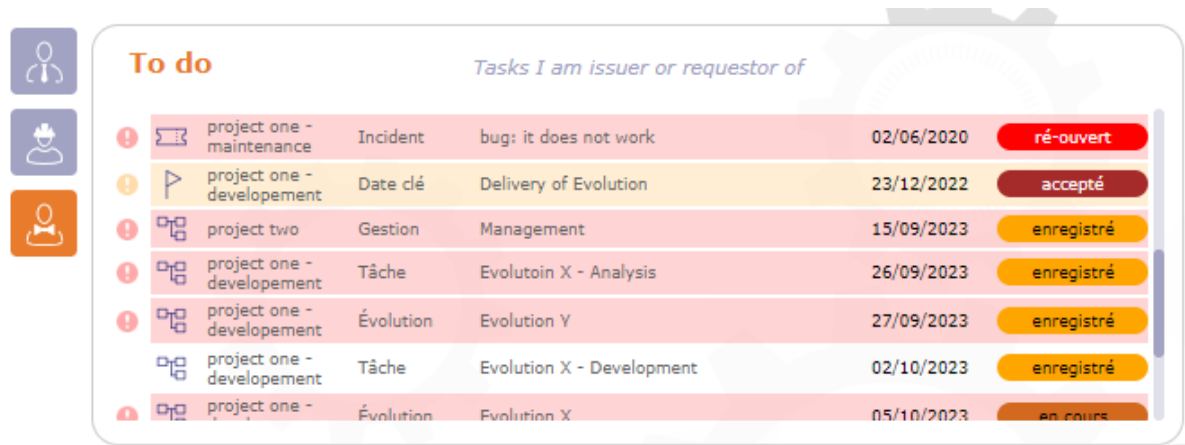 To do
Tasks I am issuer or requestor of
project one -
maintenance
Incident
bug: it does not work
02/06/2020
ré-ouvert
project one -
developement
Date clé
Delivery of Evolution
23/12/2022
accepté
project two
Gestion
Management
15/09/2023
enregistré
project one -
developement
Tâche
Evolutoin X - Analysis
26/09/2023
enregistré
project one -
developement
Évolution
Evolution Y
27/09/2023
enregistré
project one -
developement
Tâche
Evolution X - Development
02/10/2023
enregistré
project one -
Évolution
Evolution X
05/10/2023
en cours